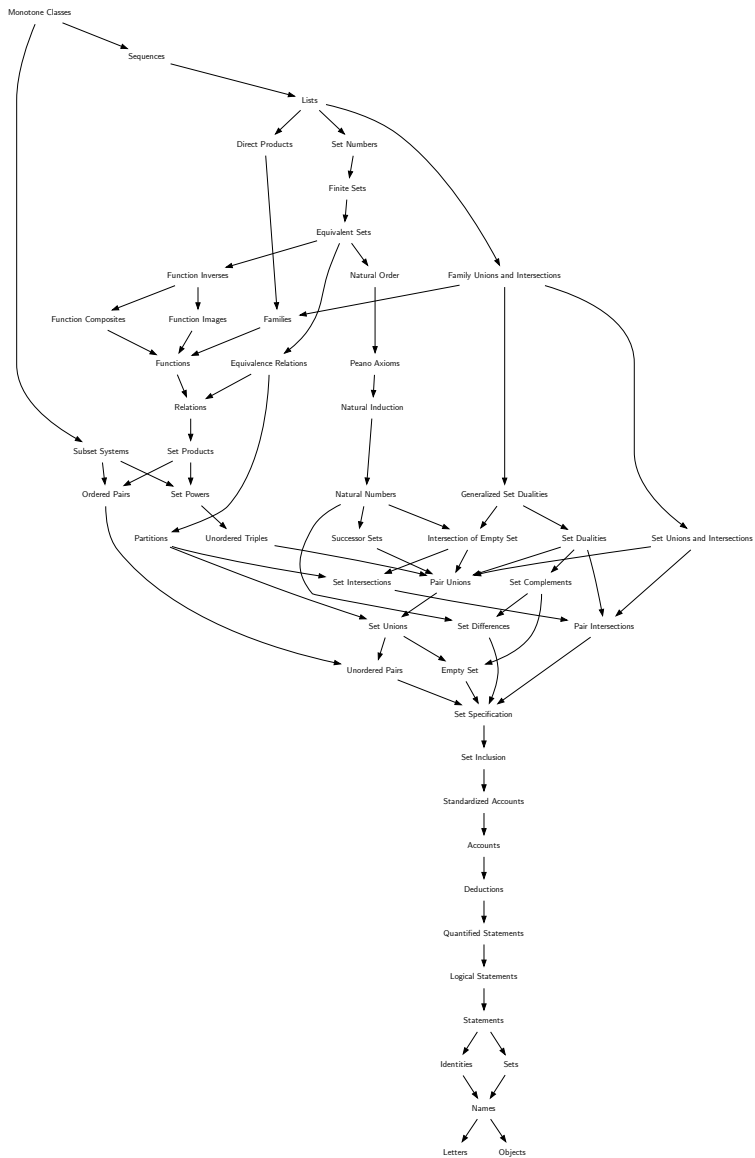 Monotone Classes
Sequences
Lists
Direct Products
Set Numbers
Finite Sets
Equivalent Sets
Function Inverses
Natural Order
Family Unions and Intersections
Function Composites
Function Images
Families
Functions
Equivalence Relations
Peano Axioms
Relations
Natural Induction
Subset Systems
Set Products
Ordered Pairs
Set Powers
Natural Numbers
Generalized Set Dualities
Partitions
Unordered Triples
Successor Sets
Intersection of Empty Set
Set Dualities
Set Unions and Intersections
Set Intersections
Pair Unions
Set Complements
Set Unions
Set Differences
Pair Intersections
Unordered Pairs
Empty Set
Set Specification
Set Inclusion
Standardized Accounts
Accounts
Deductions
Quantified Statements
Logical Statements
Statements
Identities
Sets
Names
Letters
Objects